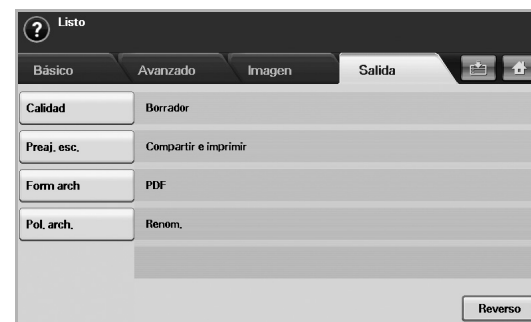 ? Listo
Básico Avanzado Imagen Salida
Calidad Borrador
Preaj. esc. Compartir e imprimir
Form arch PDF
Pol. arch. Renom.
Reverso